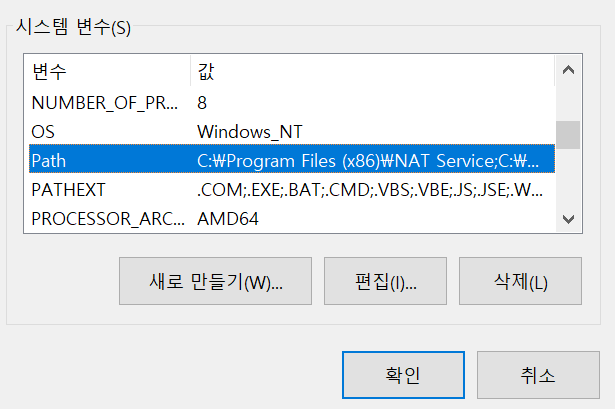 시스템 변수(S)
변수 값
NUMBER_OF_PR... 8
OS Windows_NT
Path C:₩Program Files (x86)₩NAT Service;C:₩...
PATHEXT .COM;.EXE;.BAT;.CMD;.VBS;.VBE;.JS;.JSE;.W...
PROCESSOR_ARC... AMD64
새로 만들기(W)... 편집(I)... 삭제(L)
확인 취소